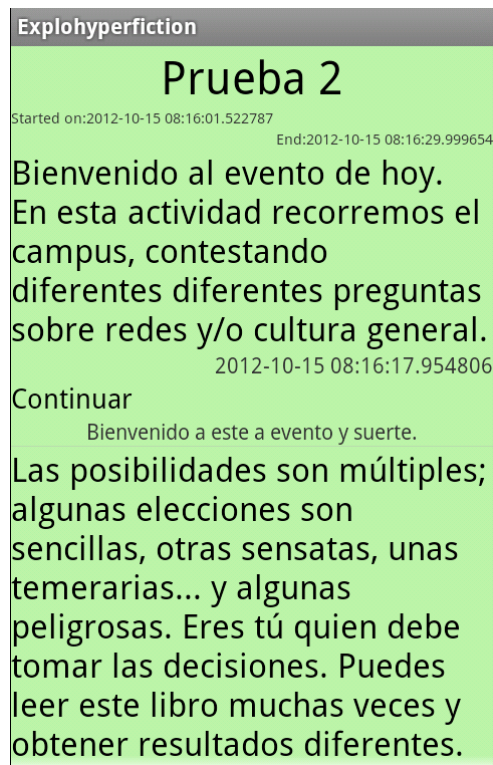 Explohyperfiction
Prueba 2
Started on:2012-10-15 08:16:01.522787
End:2012-10-15 08:16:29.999654
Bienvenido al evento de hoy.
En esta actividad recorremos el
campus, contestando
diferentes diferentes preguntas
sobre redes y/o cultura general.
2012-10-15 08:16:17.954806
Continuar
Bienvenido a este a evento y suerte.
Las posibilidades son múltiples;
algunas elecciones son
sencillas, otras sensatas, unas
temerarias... y algunas
peligrosas. Eres tú quien debe
tomar las decisiones. Puedes
leer este libro muchas veces y
obtener resultados diferentes.